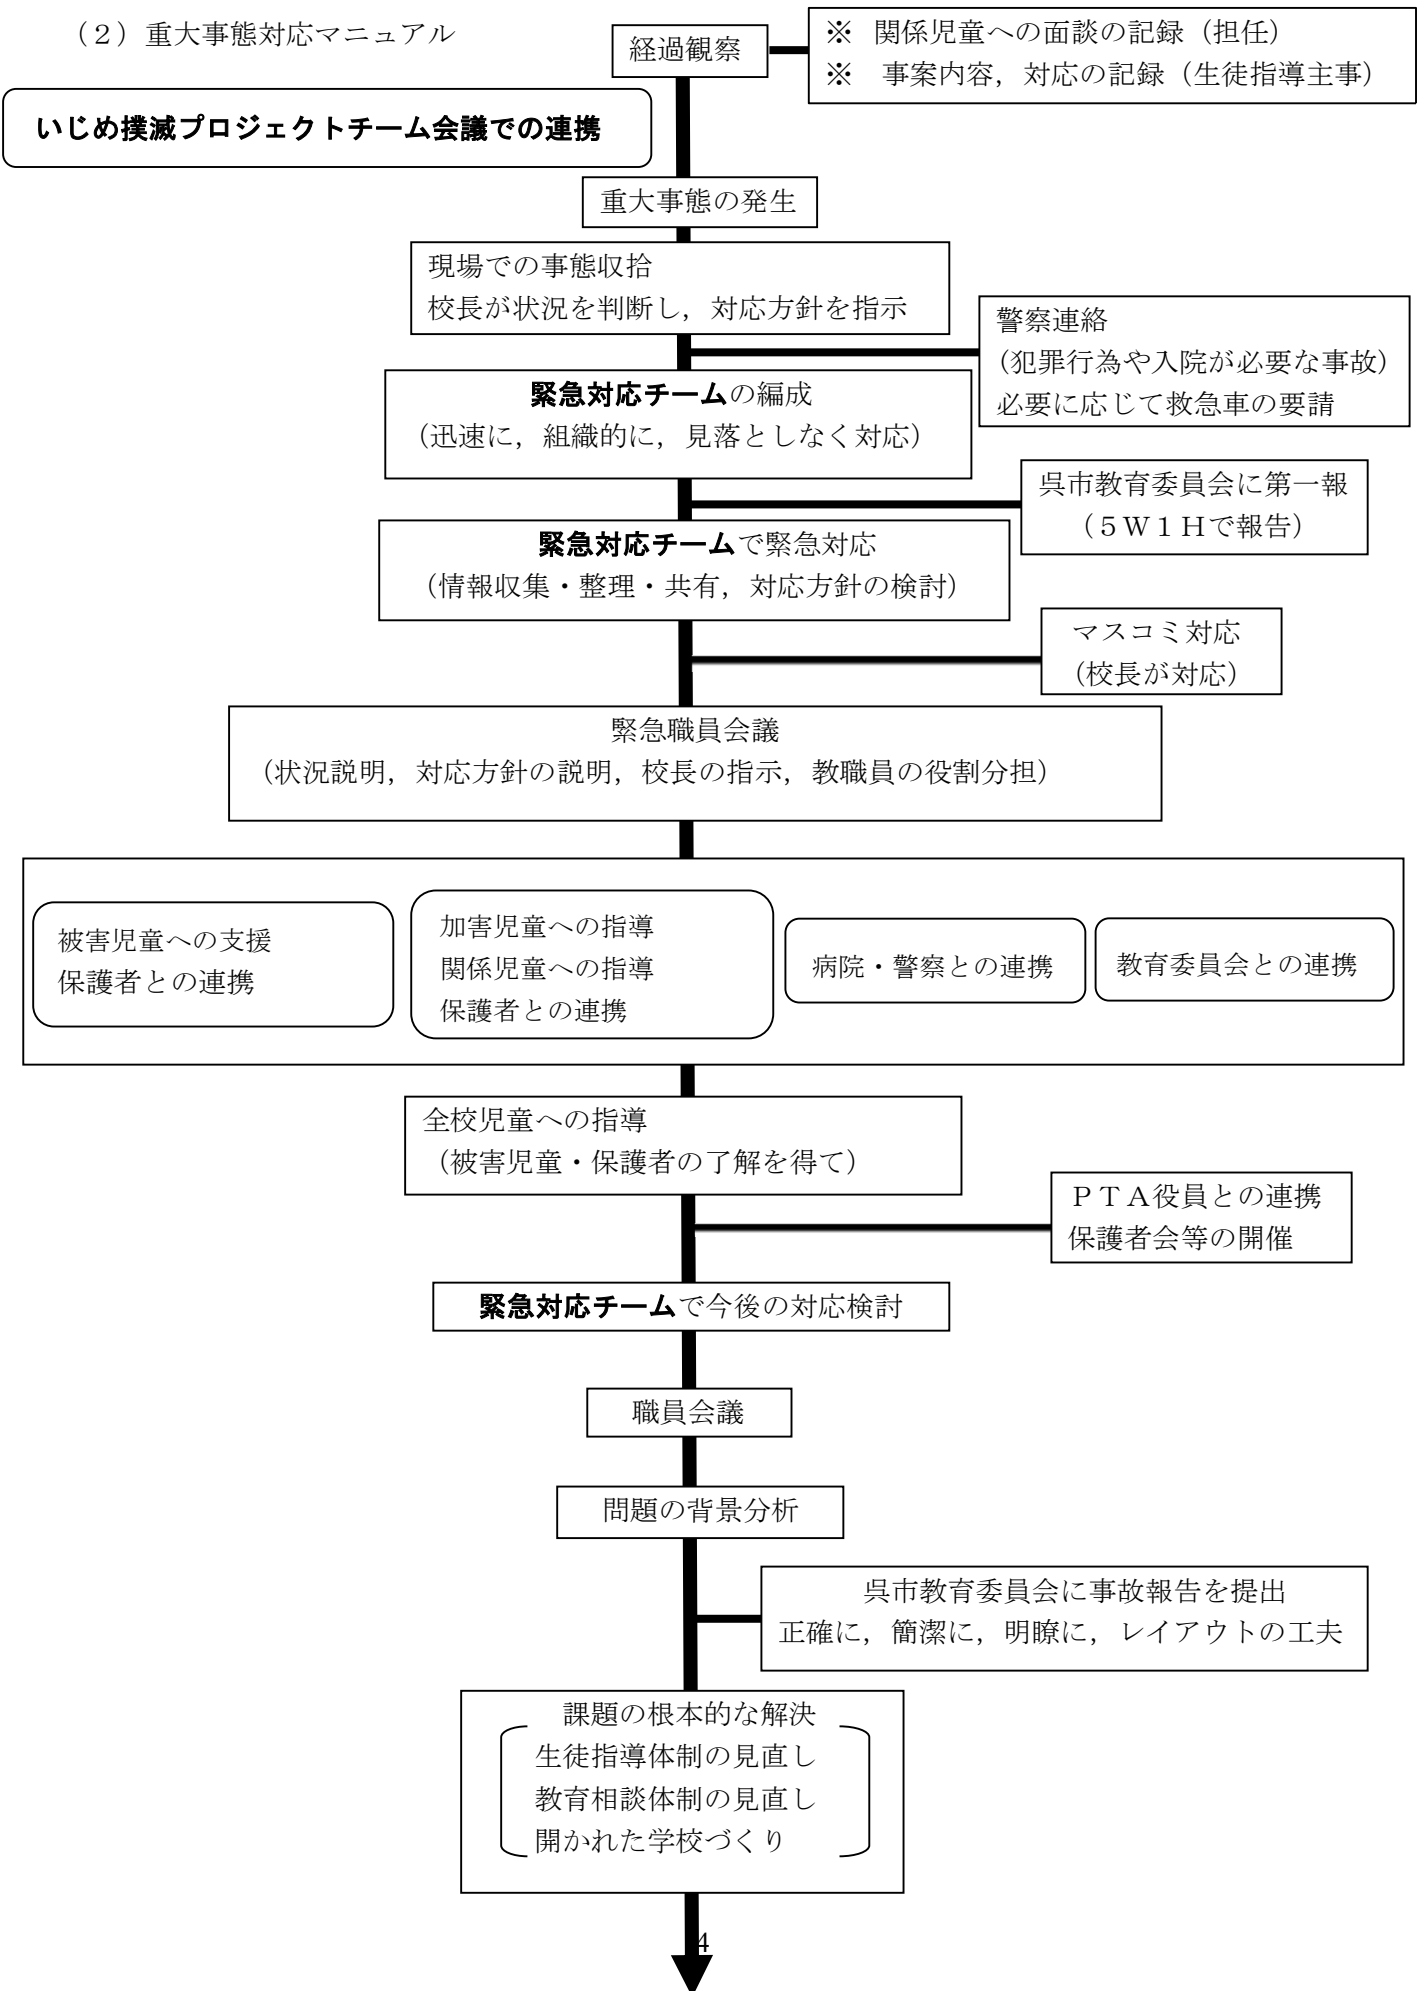 （２）重大事態対応マニュアル
経過観察
※　関係児童への面談の記録（担任）
※　事案内容，対応の記録（生徒指導主事）
いじめ撲滅プロジェクトチーム会議での連携
重大事態の発生
現場での事態収拾
校長が状況を判断し，対応方針を指示
警察連絡
（犯罪行為や入院が必要な事故）
必要に応じて救急車の要請
緊急対応チームの編成
（迅速に，組織的に，見落としなく対応）
呉市教育委員会に第一報
（５Ｗ１Ｈで報告）
緊急対応チームで緊急対応
（情報収集・整理・共有，対応方針の検討）
マスコミ対応
（校長が対応）
緊急職員会議
（状況説明，対応方針の説明，校長の指示，教職員の役割分担）
被害児童への支援
保護者との連携
加害児童への指導
関係児童への指導
保護者との連携
病院・警察との連携
教育委員会との連携
全校児童への指導
（被害児童・保護者の了解を得て）
ＰＴＡ役員との連携
保護者会等の開催
緊急対応チームで今後の対応検討
職員会議
問題の背景分析
呉市教育委員会に事故報告を提出
正確に，簡潔に，明瞭に，レイアウトの工夫
課題の根本的な解決
生徒指導体制の見直し
教育相談体制の見直し
開かれた学校づくり
4